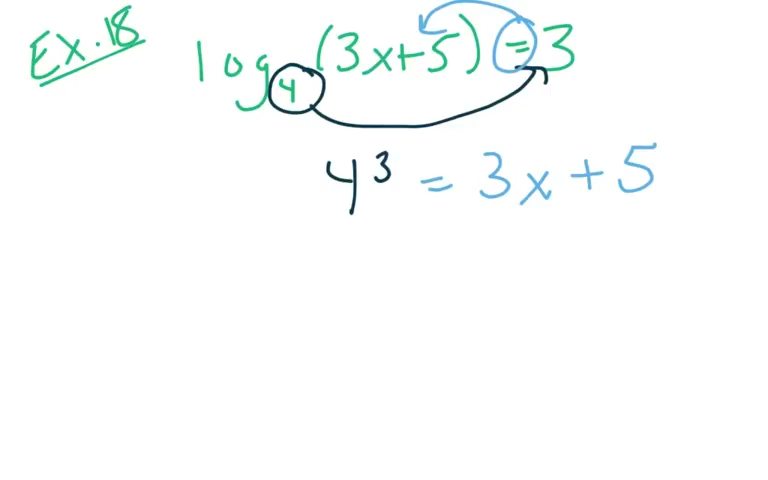 Ex. 18
log₄(3x+5) = 3
4³ = 3x + 5